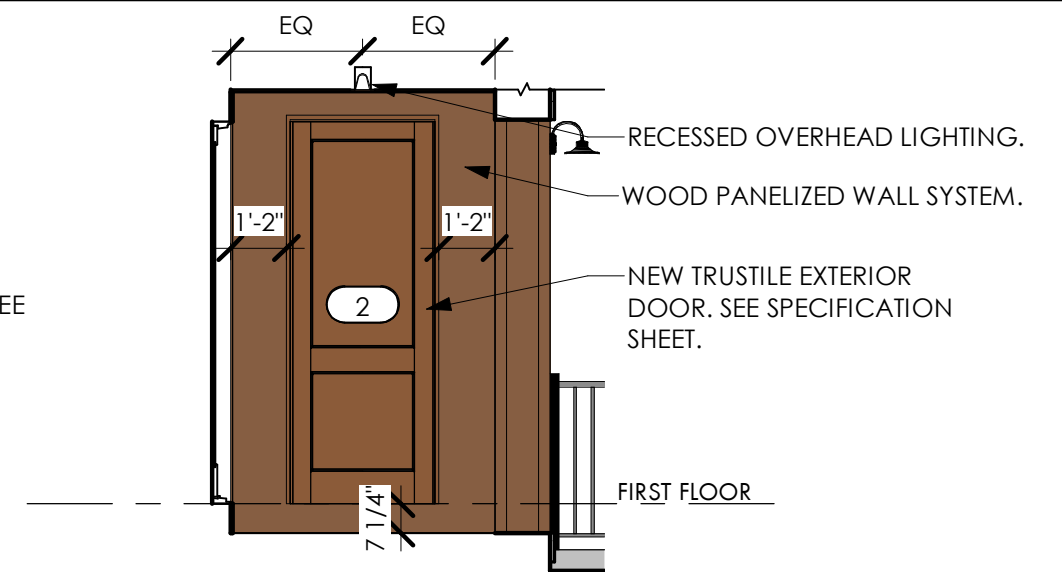 EQ EQ
RECESSED OVERHEAD LIGHTING.
WOOD PANELIZED WALL SYSTEM.
1'-2" 1'-2"
NEW TRUSTILE EXTERIOR
DOOR. SEE SPECIFICATION
SHEET.
EE
2
FIRST FLOOR
7 1/4"